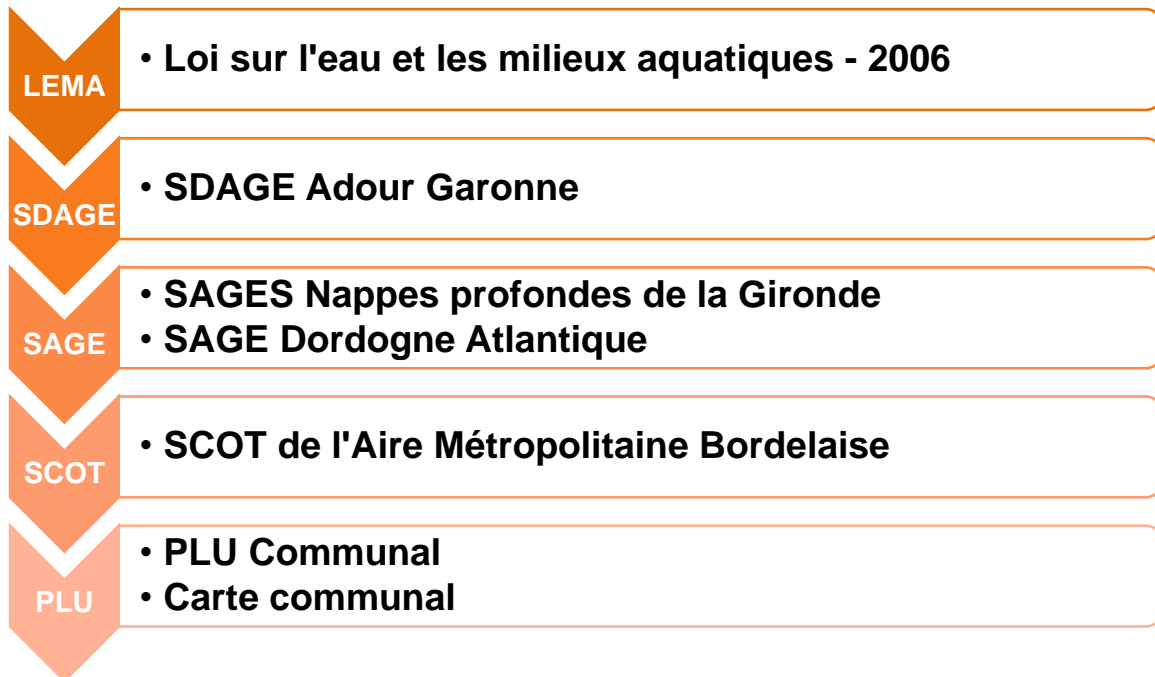 LEMA
• Loi sur l'eau et les milieux aquatiques - 2006
SDAGE
• SDAGE Adour Garonne
SAGE
• SAGES Nappes profondes de la Gironde
• SAGE Dordogne Atlantique
SCOT
• SCOT de l'Aire Métropolitaine Bordelaise
PLU
• PLU Communal
• Carte communal